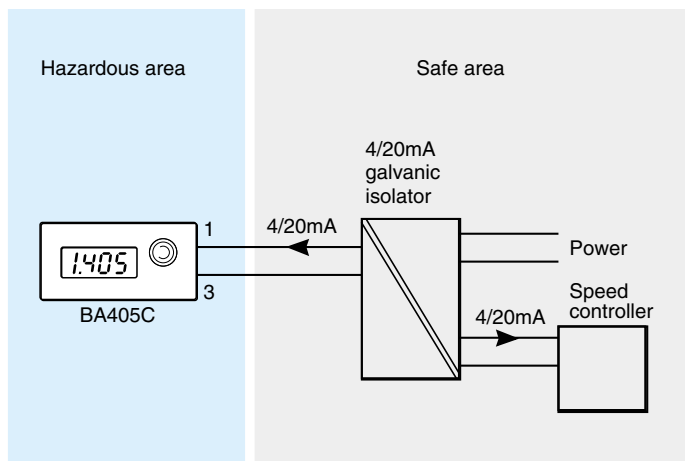 Hazardous area
Safe area
4/20mA
galvanic
isolator
1
4/20mA
1.405
3
BA405C
Power
Speed
controller
4/20mA